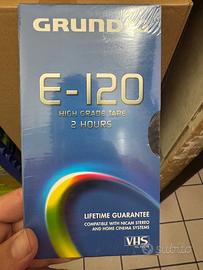 GRUNDIG
E-120
HIGH GRADE TAPE
2 HOURS
LIFETIME GUARANTEE
COMPATIBLE WITH NICAM STEREO
AND HOME CINEMA SYSTEMS
VHS
subito